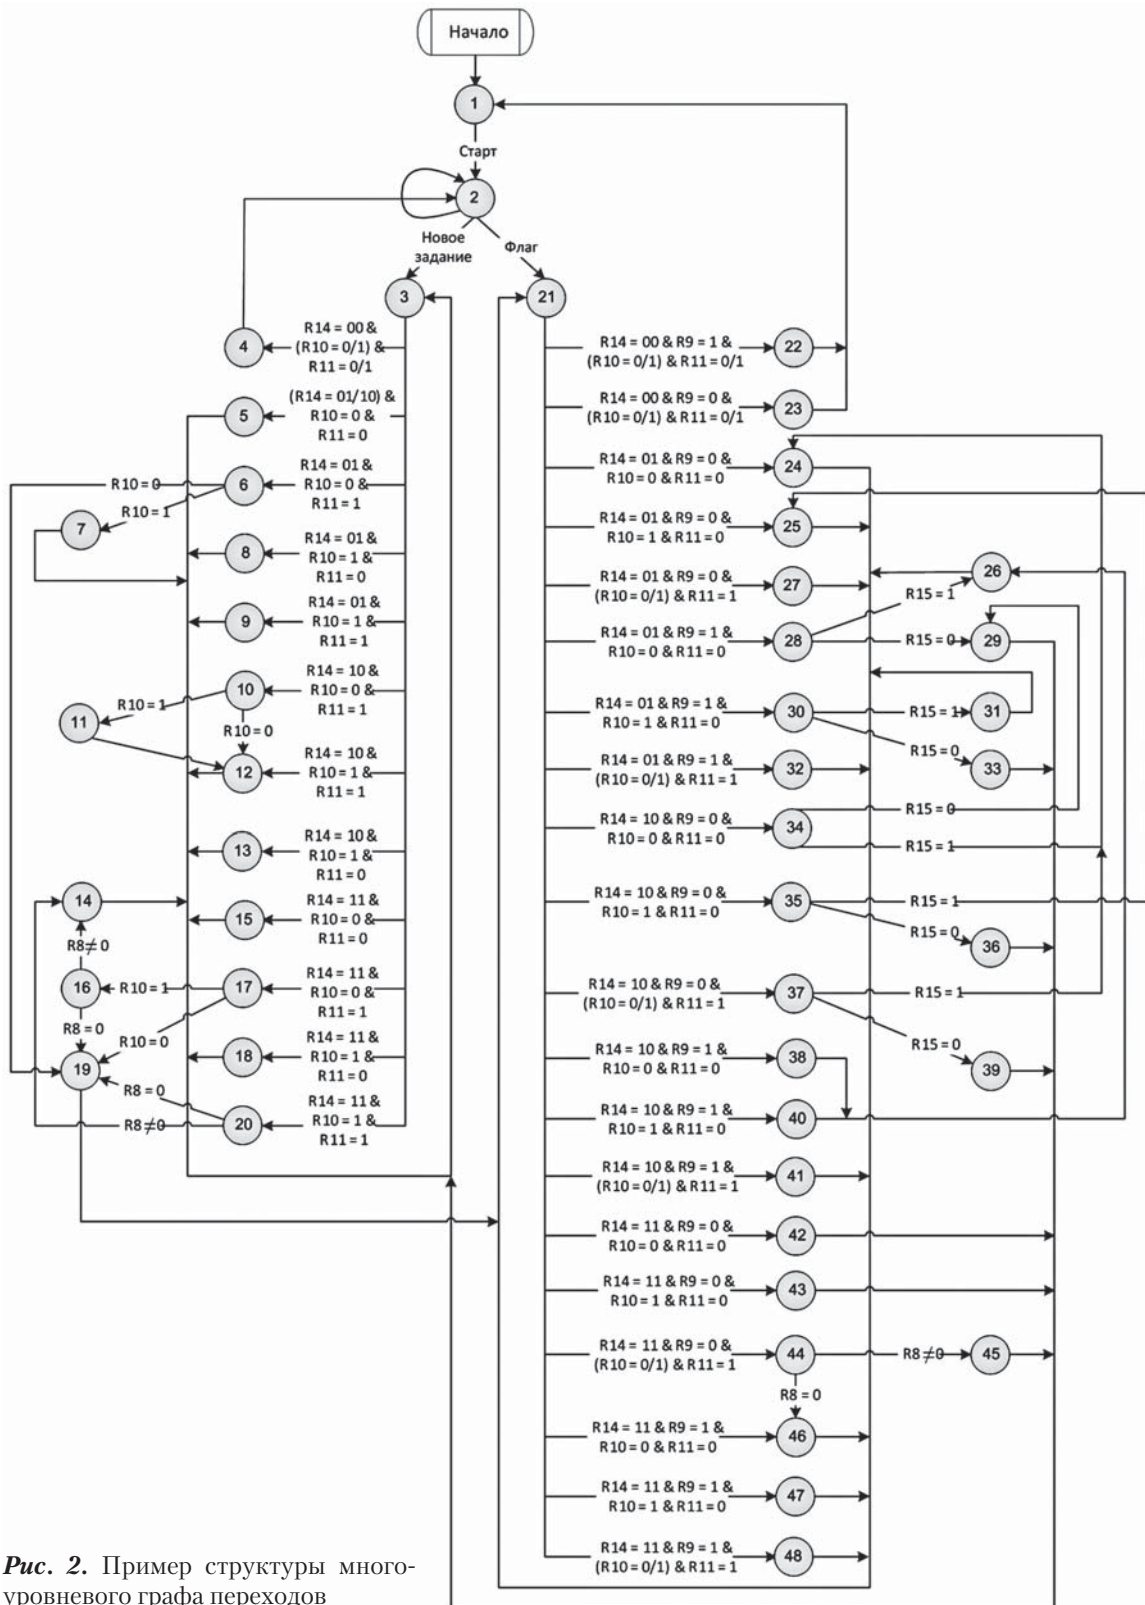 Начало
1
Старт
2
Новое
задание
Флаг
3
21
4
R14 = 00 &
(R10 = 0/1) &
R11 = 0/1
5
(R14 = 01/10) &
R10 = 0 &
R11 = 0
R10 = 0
6
R14 = 01 &
R10 = 0 &
R11 = 1
7
R10 = 1
8
R14 = 01 &
R10 = 1 &
R11 = 0
9
R14 = 01 &
R10 = 1 &
R11 = 1
10
R14 = 10 &
R10 = 0 &
R11 = 1
11
R10 = 1
R10 = 0
12
R14 = 10 &
R10 = 1 &
R11 = 1
13
R14 = 10 &
R10 = 1 &
R11 = 0
14
15
R14 = 11 &
R10 = 0 &
R11 = 0
R8 ≠ 0
16
R10 = 1
17
R14 = 11 &
R10 = 0 &
R11 = 1
R8 = 0
R10 = 0
18
R14 = 11 &
R10 = 1 &
R11 = 0
19
R8 = 0
R8 ≠ 0
20
R14 = 11 &
R10 = 1 &
R11 = 1
R14 = 00 & R9 = 1 &
(R10 = 0/1) & R11 = 0/1
22
R14 = 00 & R9 = 0 &
(R10 = 0/1) & R11 = 0/1
23
R14 = 01 & R9 = 0 &
R10 = 0 & R11 = 0
24
R14 = 01 & R9 = 0 &
R10 = 1 & R11 = 0
25
26
R14 = 01 & R9 = 0 &
(R10 = 0/1) & R11 = 1
27
R15 = 1
R14 = 01 & R9 = 1 &
R10 = 0 & R11 = 0
28
R15 = 0
29
R14 = 01 & R9 = 1 &
R10 = 1 & R11 = 0
30
R15 = 1
31
R15 = 0
33
R14 = 01 & R9 = 1 &
(R10 = 0/1) & R11 = 1
32
R14 = 10 & R9 = 0 &
R10 = 0 & R11 = 0
34
R15 = 0
R15 = 1
R14 = 10 & R9 = 0 &
R10 = 1 & R11 = 0
35
R15 = 1
R15 = 0
36
R14 = 10 & R9 = 0 &
(R10 = 0/1) & R11 = 1
37
R15 = 1
R15 = 0
39
R14 = 10 & R9 = 1 &
R10 = 0 & R11 = 0
38
R14 = 10 & R9 = 1 &
R10 = 1 & R11 = 0
40
R14 = 10 & R9 = 1 &
(R10 = 0/1) & R11 = 1
41
R14 = 11 & R9 = 0 &
R10 = 0 & R11 = 0
42
R14 = 11 & R9 = 0 &
R10 = 1 & R11 = 0
43
R14 = 11 & R9 = 0 &
(R10 = 0/1) & R11 = 1
44
R8 ≠ 0
45
R8 = 0
R14 = 11 & R9 = 1 &
R10 = 0 & R11 = 0
46
R14 = 11 & R9 = 1 &
R10 = 1 & R11 = 0
47
R14 = 11 & R9 = 1 &
(R10 = 0/1) & R11 = 1
48
Рис. 2. Пример структуры много-
уровневого графа переходов